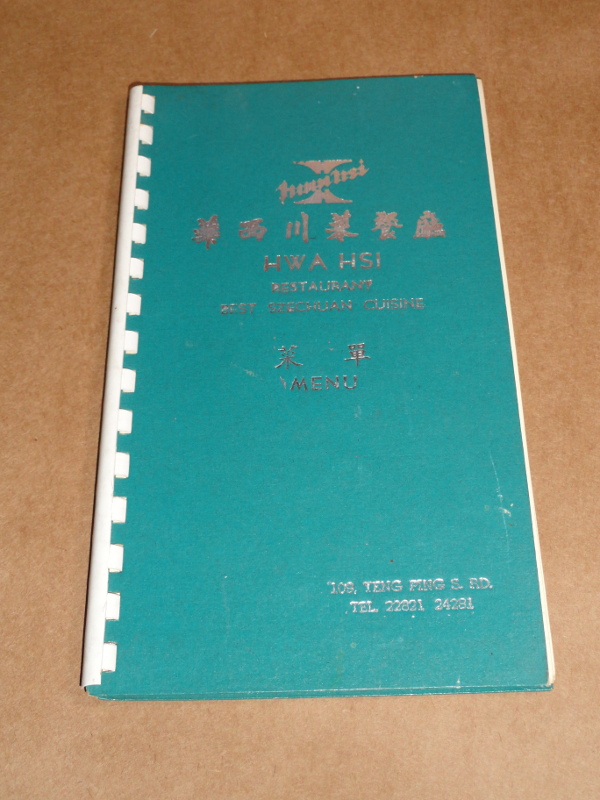 Hwa Hsi
華西川菜餐廳
HWA HSI
RESTAURANT
BEST SZECHUAN CUISINE
菜單
MENU
109, YENG PING S. RD.
TEL. 22821 24281